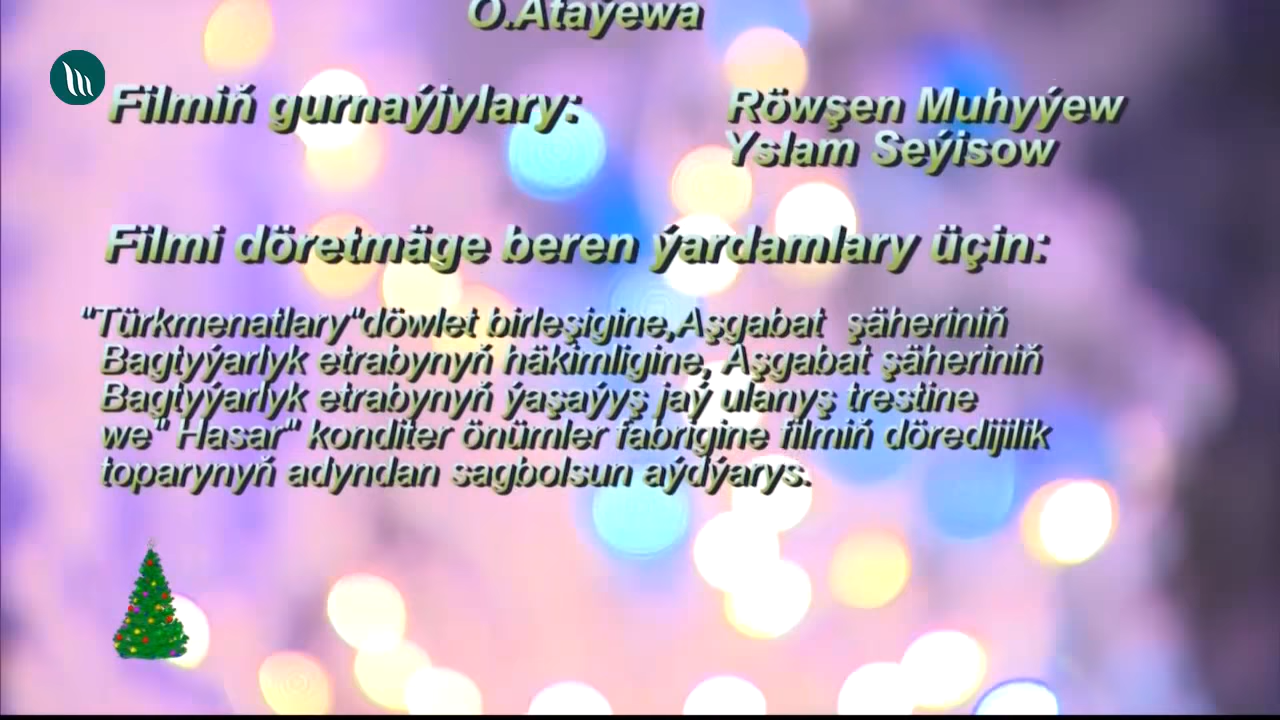 O.Ataýewa
Filmiň gurnaýjylary:
Röwşen Muhyýew
Yslam Seýisow
Filmi döretmäge beren ýardamlary üçin:
"Türkmenatlary"döwlet birleşigine,Aşgabat şäheriniň
Bagtyýarlyk etrabynyň häkimligine, Aşgabat şäheriniň
Bagtyýarlyk etrabynyň ýaşaýyş jaý ulanyş trestine
we" Hasar" konditer önümler fabrigine filmiň döredijilik
toparynyň adyndan sagbolsun aýdýarys.